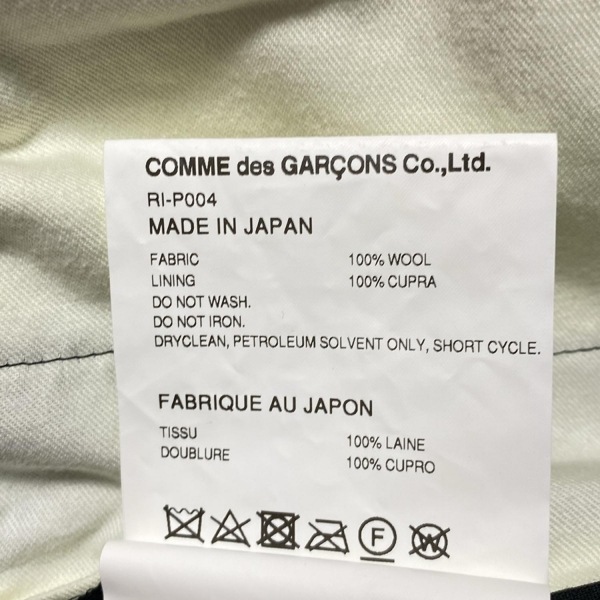 COMME des GARÇONS Co.,Ltd.
RI-P004
MADE IN JAPAN
FABRIC 100% WOOL
LINING 100% CUPRA
DO NOT WASH.
DO NOT IRON.
DRYCLEAN, PETROLEUM SOLVENT ONLY, SHORT CYCLE.
FABRIQUE AU JAPON
TISSU 100% LAINE
DOUBLURE 100% CUPRO
F W